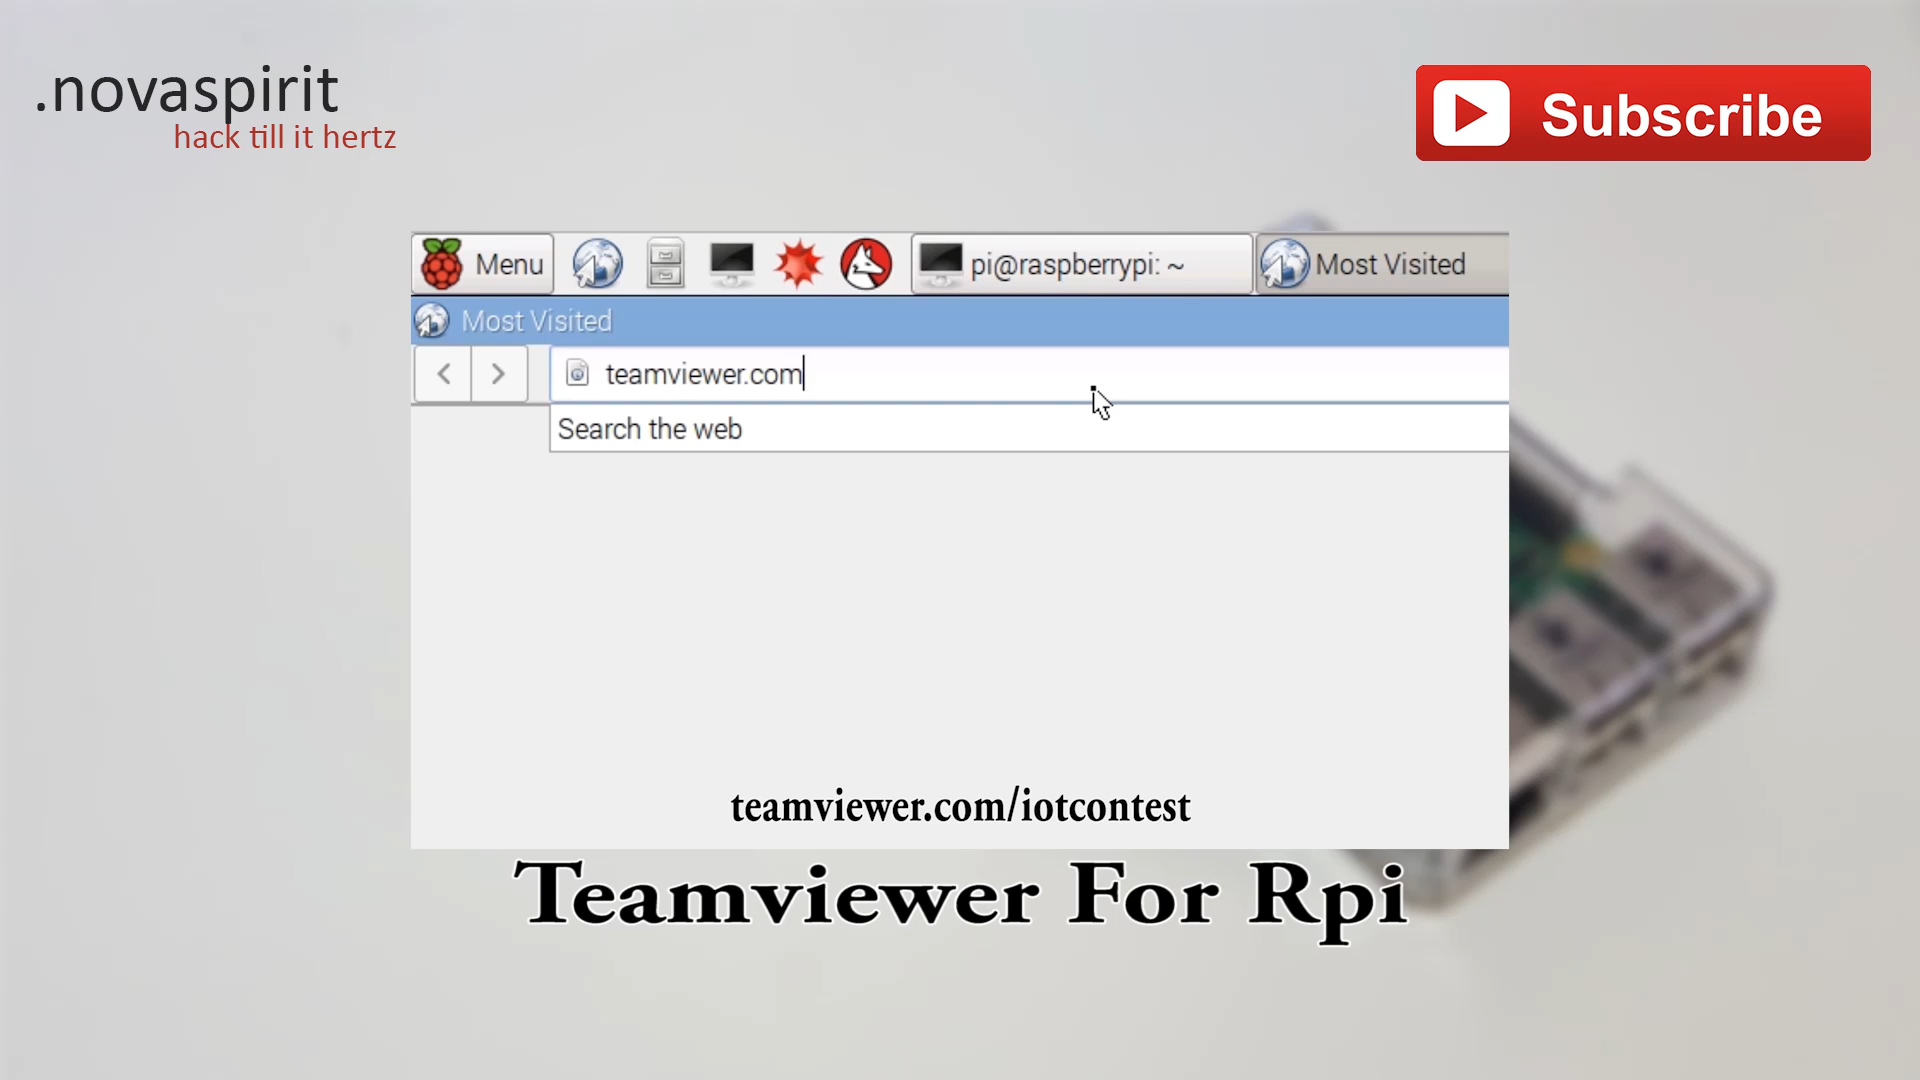 .novaspirit
hack till it hertz
Subscribe
Menu
pi@raspberrypi: ~
Most Visited
Most Visited
teamviewer.com
Search the web
teamviewer.com/iotcontest
Teamviewer For Rpi